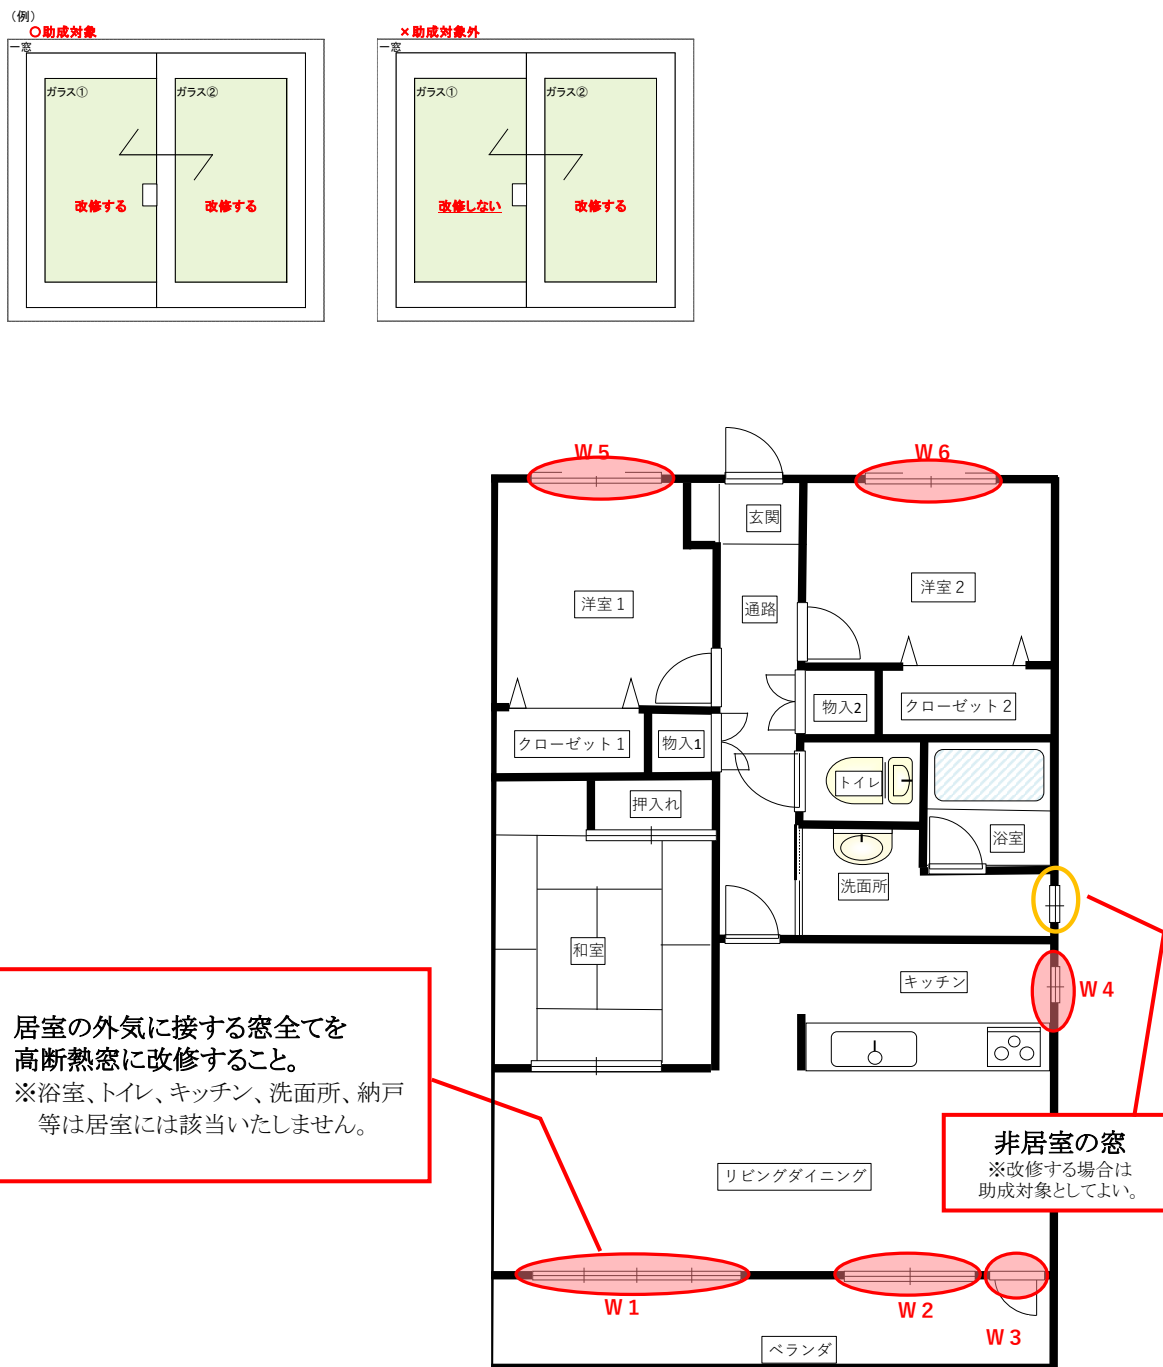 （例）
○助成対象
一窓
ガラス①
ガラス②
改修する
改修する
×助成対象外
一窓
ガラス①
ガラス②
改修しない
改修する
W５
W６
玄関
洋室１
通路
洋室２
物入2
クローゼット２
クローゼット１
物入1
トイレ
押入れ
浴室
洗面所
和室
キッチン
W４
居室の外気に接する窓全てを
高断熱窓に改修すること。
※浴室、トイレ、キッチン、洗面所、納戸
等は居室には該当いたしません。
非居室の窓
※改修する場合は
助成対象としてよい。
リビングダイニング
W１
W２
W３
ベランダ